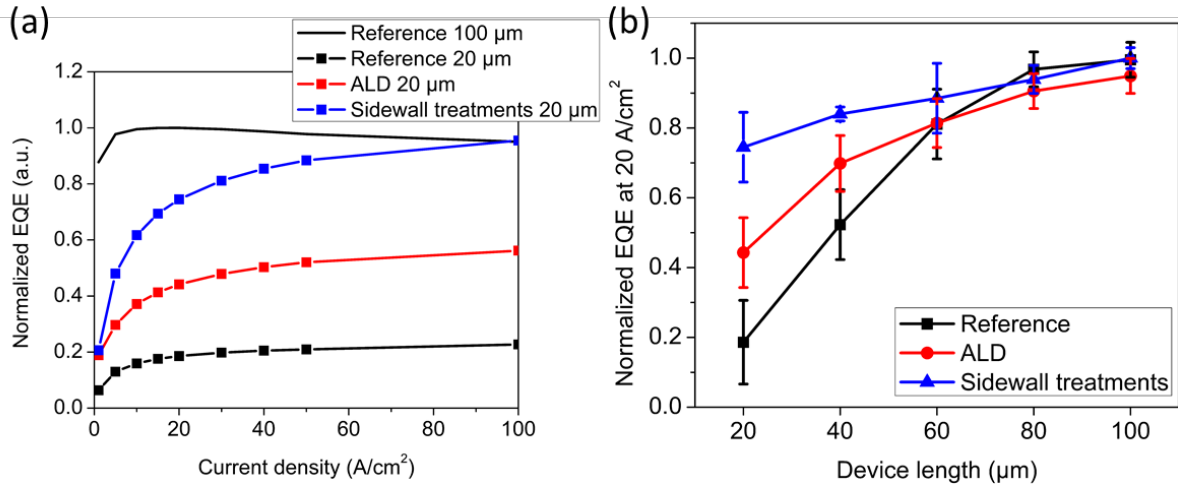 (a)
Reference 100 µm
Reference 20 µm
ALD 20 µm
Sidewall treatments 20 µm
1.2
1.0
0.8
0.6
0.4
0.2
0.0
Normalized EQE (a.u.)
0
20
40
60
80
100
Current density (A/cm²)
(b)
1.0
0.8
0.6
0.4
0.2
0.0
Normalized EQE at 20 A/cm²
Reference
ALD
Sidewall treatments
20
40
60
80
100
Device length (µm)